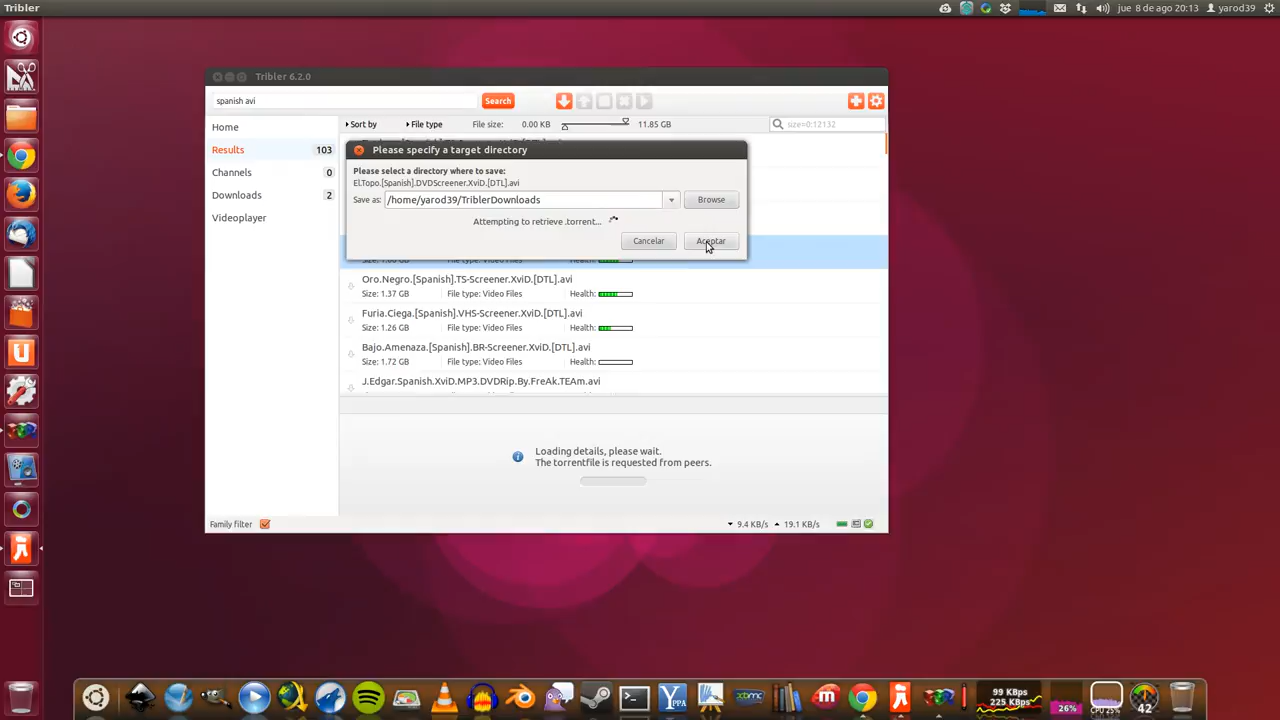 Tribler
jue 8 de ago 20:13
yarod39
Tribler 6.2.0
spanish avi
Search
Home
Results 103
Channels 0
Downloads 2
Videoplayer
Sort by
File type
File size:
0.00 KB
11.85 GB
size=0:12132
Please specify a target directory
Please select a directory where to save:
El.Topo.[Spanish].DVDScreener.XviD.[DTL].avi
Save as:
/home/yarod39/TriblerDownloads
Browse
Attempting to retrieve .torrent...
Cancelar
Aceptar
Oro.Negro.[Spanish].TS-Screener.XviD.[DTL].avi
Size: 1.37 GB File type: Video Files Health:
Furia.Ciega.[Spanish].VHS-Screener.XviD.[DTL].avi
Size: 1.26 GB File type: Video Files Health:
Bajo.Amenaza.[Spanish].BR-Screener.XviD.[DTL].avi
Size: 1.72 GB File type: Video Files Health:
J.Edgar.Spanish.XviD.MP3.DVDRip.By.FreAk.TEAm.avi
Loading details, please wait.
The torrentfile is requested from peers.
Family filter
9.4 KB/s
19.1 KB/s
99 KBps
225 KBps
26%
CPU 25%
42